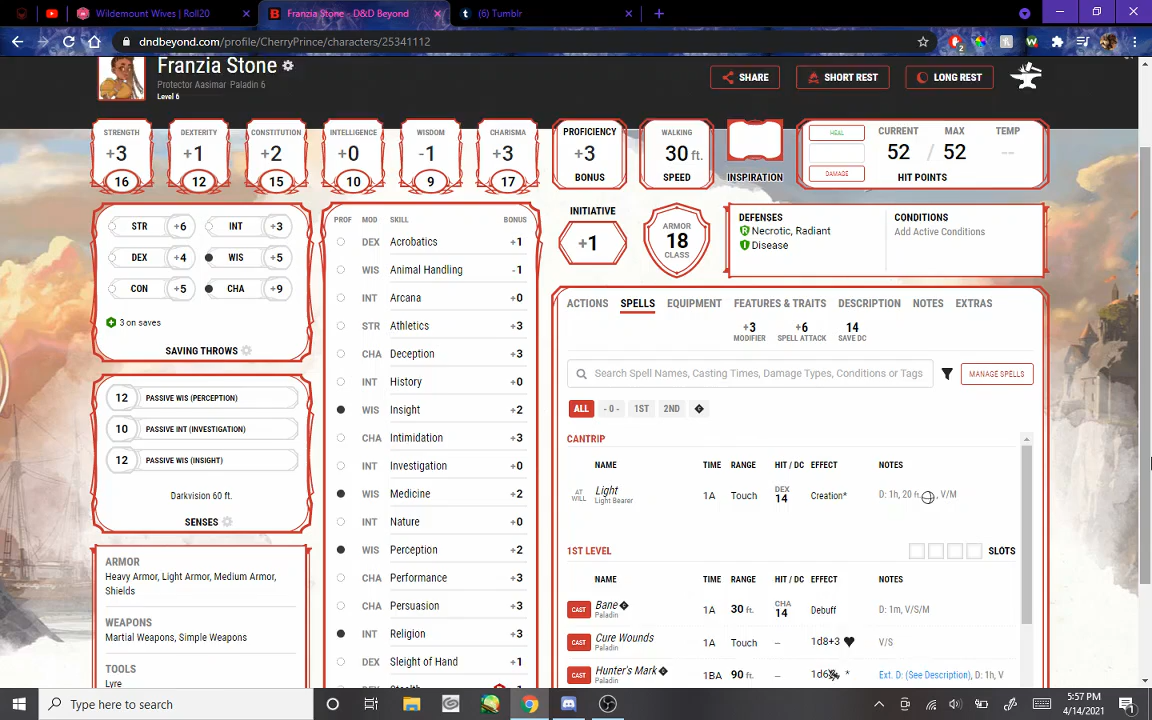 Wildemount Wives | Roll20
Franzia Stone - D&D Beyond
(6) Tumblr
dndbeyond.com/profile/CherryPrince/characters/25341112
Franzia Stone
Protector Aasimar Paladin 6
Level 6
SHARE
SHORT REST
LONG REST
STRENGTH
+3
16
DEXTERITY
+1
12
CONSTITUTION
+2
15
INTELLIGENCE
+0
10
WISDOM
-1
9
CHARISMA
+3
17
PROFICIENCY
+3
BONUS
WALKING
30 ft.
SPEED
INSPIRATION
HEAL
DAMAGE
CURRENT MAX TEMP
52 / 52 --
HIT POINTS
STR +6 INT +3
DEX +4 WIS +5
CON +5 CHA +9
3 on saves
SAVING THROWS
12 PASSIVE WIS (PERCEPTION)
10 PASSIVE INT (INVESTIGATION)
12 PASSIVE WIS (INSIGHT)
Darkvision 60 ft.
SENSES
ARMOR
Heavy Armor, Light Armor, Medium Armor,
Shields
WEAPONS
Martial Weapons, Simple Weapons
TOOLS
Lyre
PROF MOD SKILL BONUS
DEX Acrobatics +1
WIS Animal Handling -1
INT Arcana +0
STR Athletics +3
CHA Deception +3
INT History +0
WIS Insight +2
CHA Intimidation +3
INT Investigation +0
WIS Medicine +2
INT Nature +0
WIS Perception +2
CHA Performance +3
CHA Persuasion +3
INT Religion +3
DEX Sleight of Hand +1
INITIATIVE
+1
ARMOR
18
CLASS
DEFENSES
Necrotic, Radiant
Disease
CONDITIONS
Add Active Conditions
ACTIONS SPELLS EQUIPMENT FEATURES & TRAITS DESCRIPTION NOTES EXTRAS
+3 +6 14
MODIFIER SPELL ATTACK SAVE DC
Search Spell Names, Casting Times, Damage Types, Conditions or Tags
MANAGE SPELLS
ALL - 0 - 1ST 2ND
CANTRIP
NAME TIME RANGE HIT / DC EFFECT NOTES
AT WILL Light 1A Touch DEX 14 Creation* D: 1h, 20 ft. , V/M
Light Bearer
1ST LEVEL SLOTS
NAME TIME RANGE HIT / DC EFFECT NOTES
CAST Bane 1A 30 ft. CHA 14 Debuff D: 1m, V/S/M
Paladin
CAST Cure Wounds 1A Touch -- 1d8+3 V/S
Paladin
CAST Hunter's Mark 1BA 90 ft. -- 1d6 * Ext. D: (See Description), D: 1h, V
Paladin
Type here to search
5:57 PM
4/14/2021